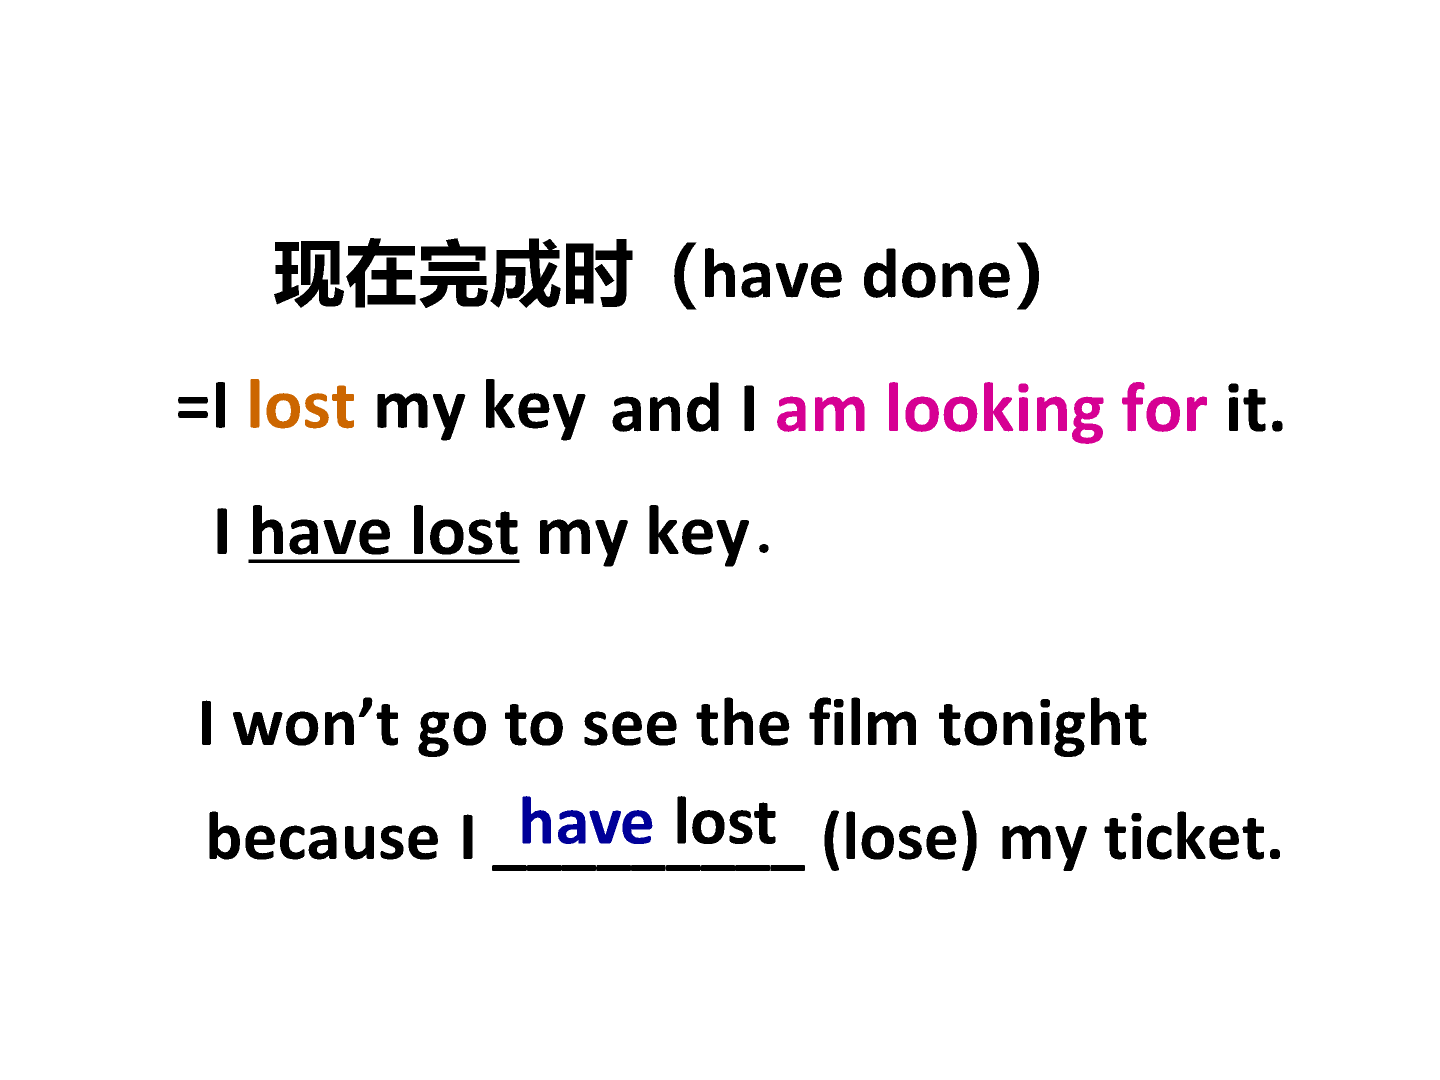 现在完成时（have done）
=I lost my key and I am looking for it.
I have lost my key.
I won’t go to see the film tonight
because I have lost (lose) my ticket.